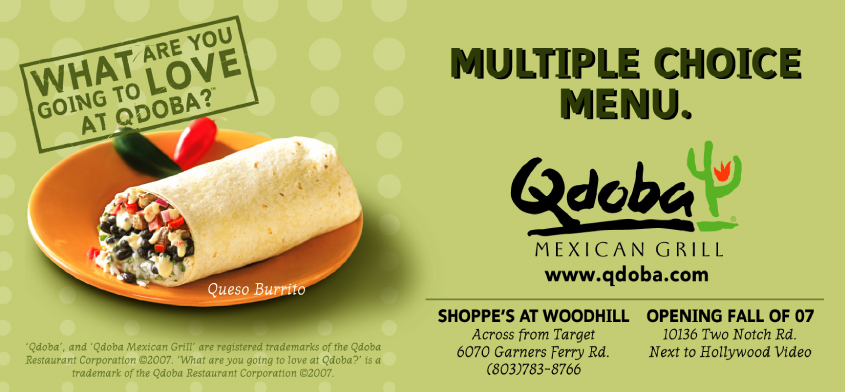 WHAT ARE YOU
GOING TO LOVE
AT QDOBA?™
Queso Burrito
'Qdoba', and 'Qdoba Mexican Grill' are registered trademarks of the Qdoba
Restaurant Corporation ©2007. 'What are you going to love at Qdoba?' is a
trademark of the Qdoba Restaurant Corporation ©2007.
MULTIPLE CHOICE
MENU.
Qdoba®
MEXICAN GRILL
www.qdoba.com
SHOPPE'S AT WOODHILL
Across from Target
6070 Garners Ferry Rd.
(803)783-8766
OPENING FALL OF 07
10136 Two Notch Rd.
Next to Hollywood Video